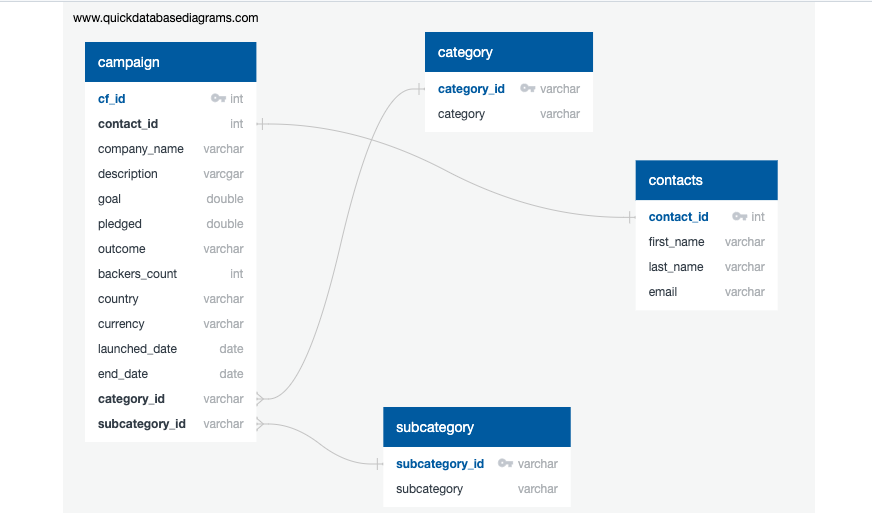 www.quickdatabasediagrams.com
campaign
cf_id int
contact_id int
company_name varchar
description varcgar
goal double
pledged double
outcome varchar
backers_count int
country varchar
currency varchar
launched_date date
end_date date
category_id varchar
subcategory_id varchar
category
category_id varchar
category varchar
contacts
contact_id int
first_name varchar
last_name varchar
email varchar
subcategory
subcategory_id varchar
subcategory varchar